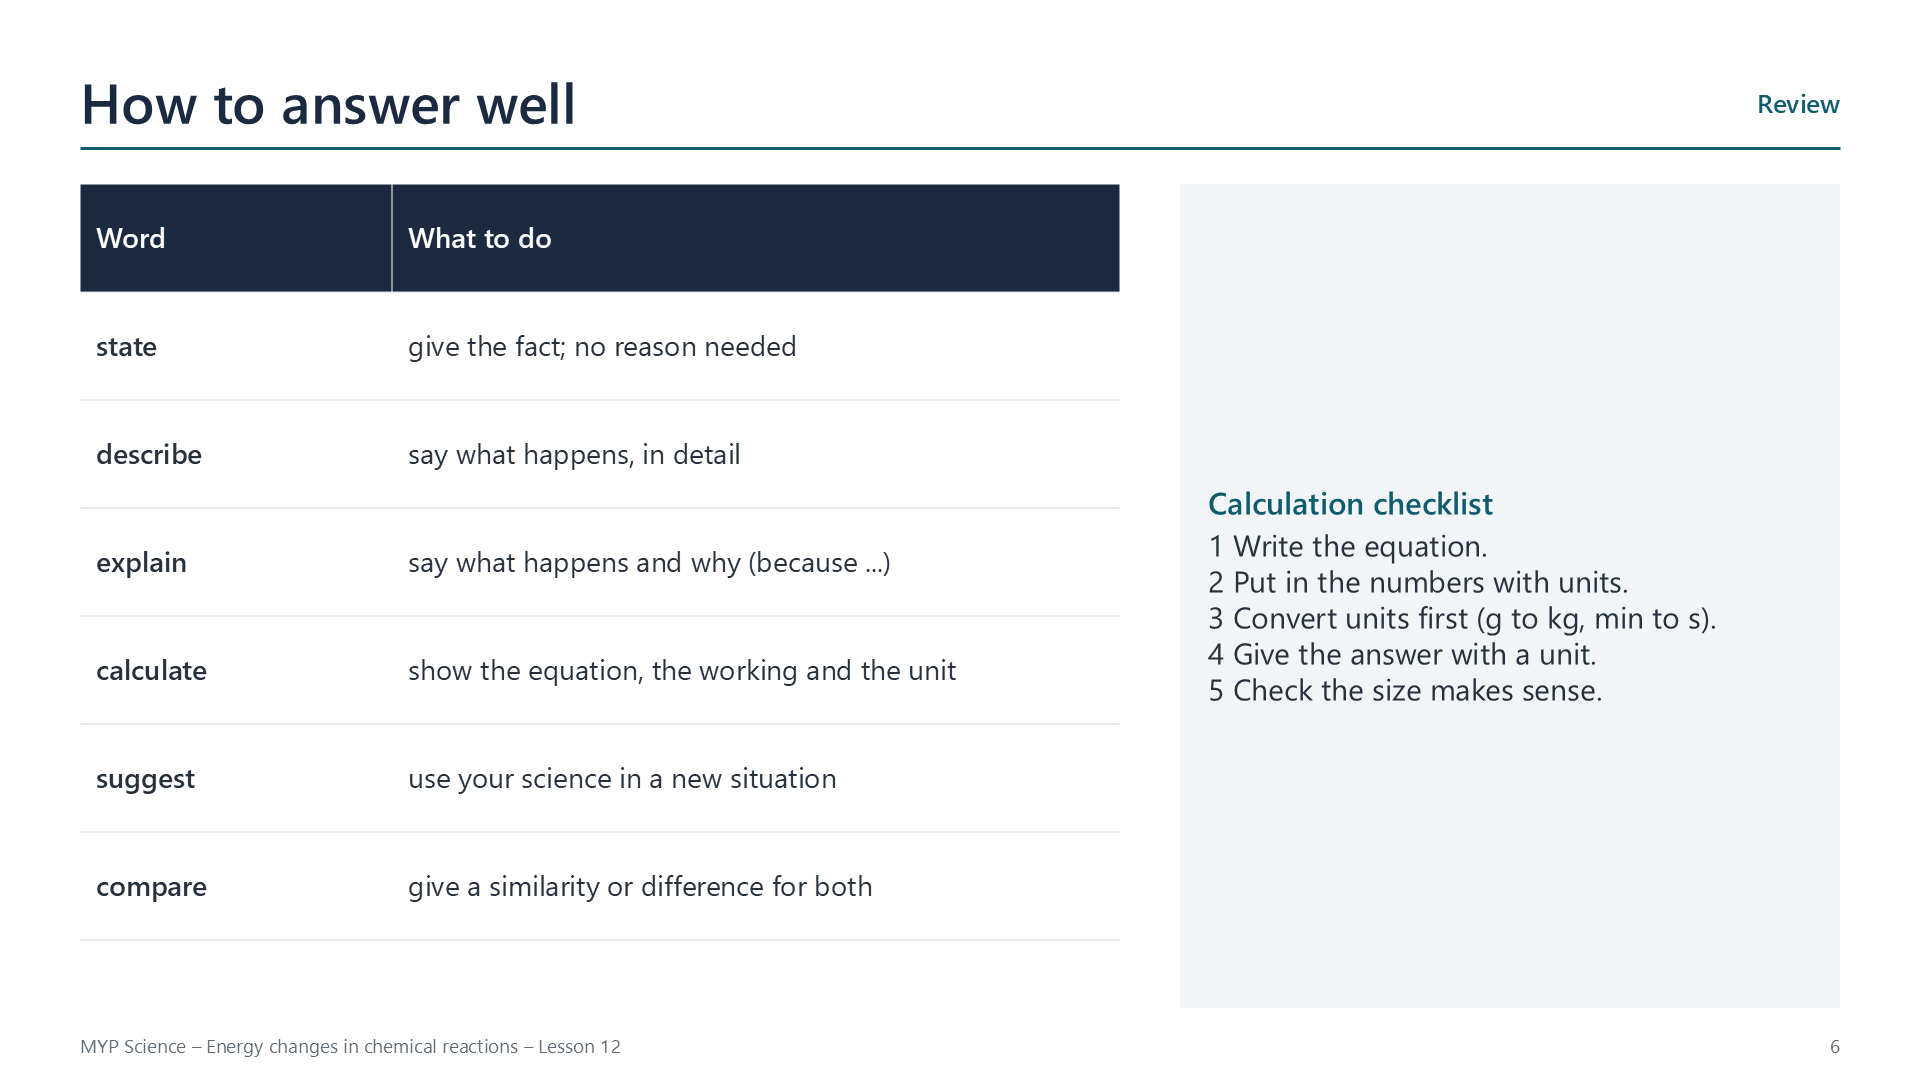 How to answer well
Review
Word What to do
state give the fact; no reason needed
describe say what happens, in detail
explain say what happens and why (because ...)
calculate show the equation, the working and the unit
suggest use your science in a new situation
compare give a similarity or difference for both
Calculation checklist
1 Write the equation.
2 Put in the numbers with units.
3 Convert units first (g to kg, min to s).
4 Give the answer with a unit.
5 Check the size makes sense.
MYP Science – Energy changes in chemical reactions – Lesson 12
6